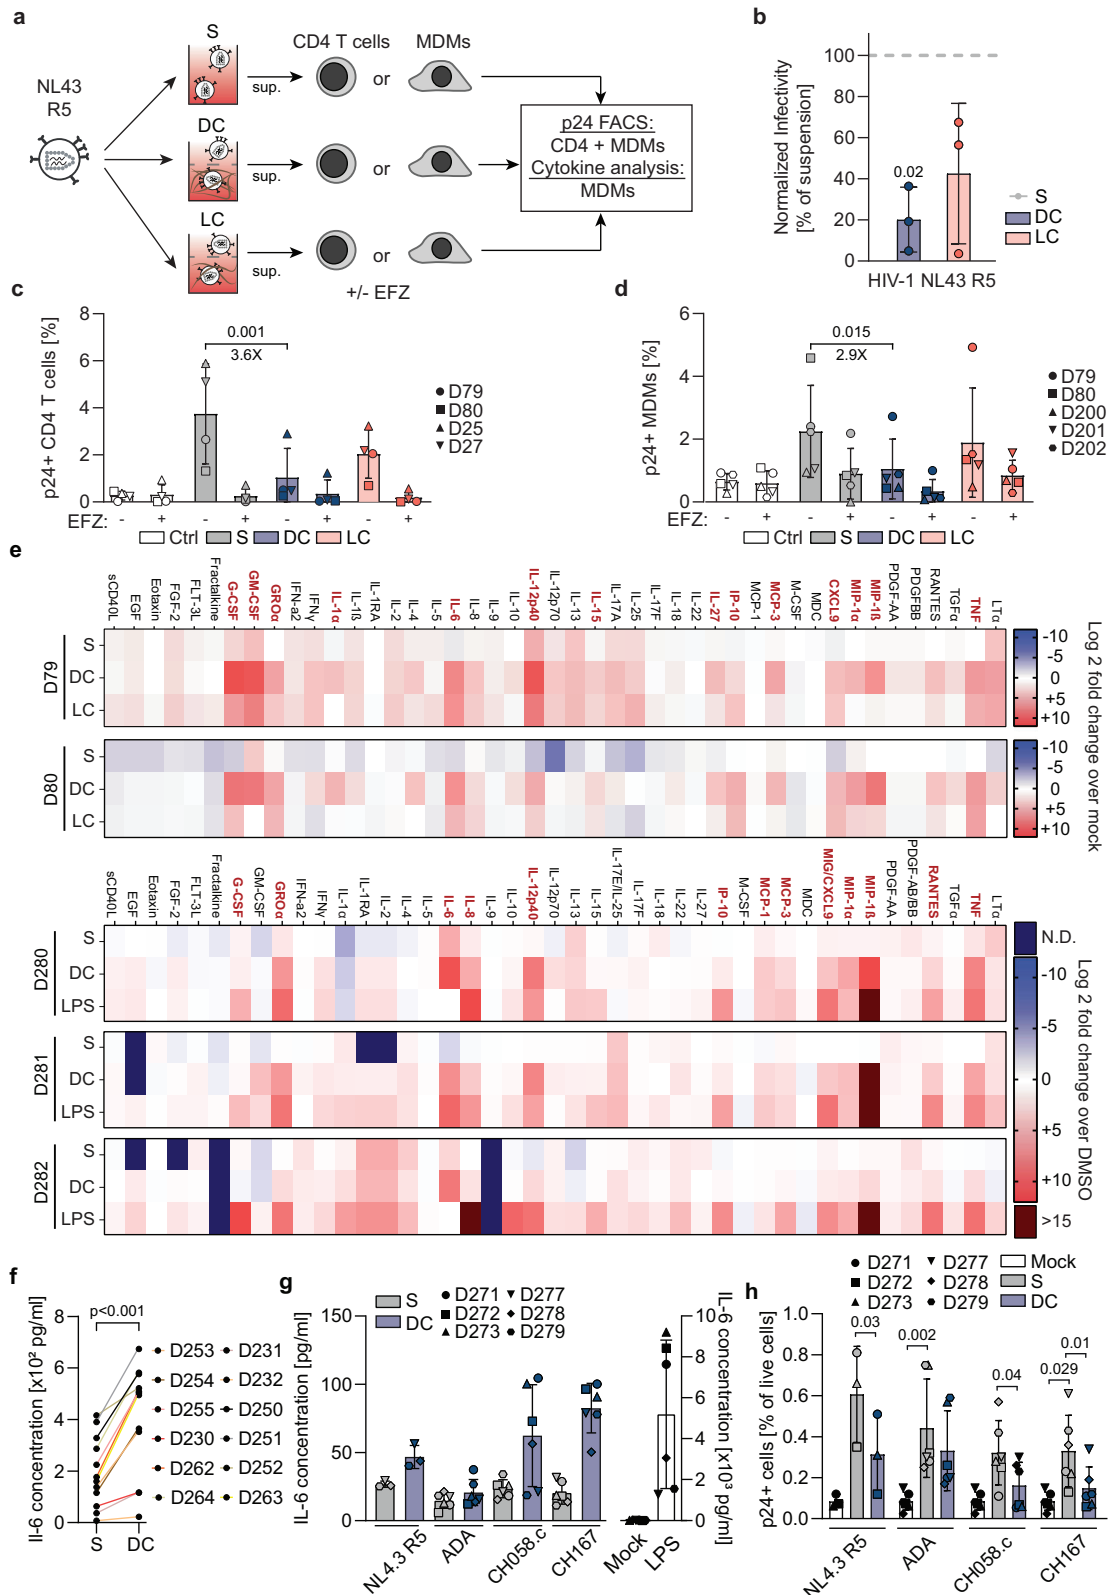 a
NL43
R5
S
DC
LC
sup.
sup.
sup.
CD4 T cells
MDMs
or
or
or
+/- EFZ
p24 FACS:
CD4 + MDMs
Cytokine analysis:
MDMs
b
Normalized Infectivity
[% of suspension]
100
80
60
40
20
0
0.02
HIV-1 NL43 R5
S
DC
LC
c
p24+ CD4 T cells [%]
8
6
4
2
0
0.001
3.6X
D79
D80
D25
D27
EFZ: - + - + - + - +
Ctrl S DC LC
d
p24+ MDMs [%]
6
4
2
0
0.015
2.9X
D79
D80
D200
D201
D202
EFZ: - + - + - + - +
Ctrl S DC LC
e
sCD40L
EGF
Eotaxin
FGF-2
FLT-3L
Fractalkine
G-CSF
GM-CSF
GROα
IFN-a2
IFNγ
IL-1α
IL-1ß
IL-1RA
IL-2
IL-4
IL-5
IL-6
IL-8
IL-9
IL-10
IL-12p40
IL-12p70
IL-13
IL-15
IL-17A
IL-25
IL-17F
IL-18
IL-22
IL-27
IP-10
MCP-1
MCP-3
M-CSF
MDC
CXCL9
MIP-1α
MIP-1ß
PDGF-AA
PDGFBB
RANTES
TGFα
TNF
LTα
D79
S
DC
LC
D80
S
DC
LC
-10
-5
0
+5
+10
-10
-5
0
+5
+10
Log 2 fold change over mock
sCD40L
EGF
Eotaxin
FGF-2
FLT-3L
Fractalkine
G-CSF
GM-CSF
GROα
IFN-a2
IFNγ
IL-1α
IL-1RA
IL-2
IL-4
IL-5
IL-6
IL-8
IL-9
IL-10
IL-12p40
IL-12p70
IL-13
IL-15
IL-17E/IL-25
IL-17F
IL-18
IL-22
IL-27
IP-10
M-CSF
MCP-1
MCP-3
MDC
MIG/CXCL9
MIP-1α
MIP-1ß
PDGF-AA
PDGF-AB/BB
RANTES
TGFα
TNF
LTα
D280
S
DC
LPS
D281
S
DC
LPS
D282
S
DC
LPS
N.D.
-10
-5
0
+5
+10
>15
Log 2 fold change over DMSO
f
Il-6 concentration [x10² pg/ml]
8
6
4
2
0
p<0.001
S DC
D253 D231
D254 D232
D255 D250
D230 D251
D262 D252
D264 D263
g
IL-6 concentration [pg/ml]
150
100
50
0
S
DC
D271 D277
D272 D278
D273 D279
NL4.3 R5
ADA
CH058.c
CH167
Mock
LPS
IL-6 concentration [x10³ pg/ml]
10
8
6
4
2
0
h
D271 D277
D272 D278
D273 D279
Mock
S
DC
p24+ cells [% of live cells]
1.0
0.8
0.6
0.4
0.2
0.0
0.03
0.002
0.04
0.029
0.01
NL4.3 R5
ADA
CH058.c
CH167